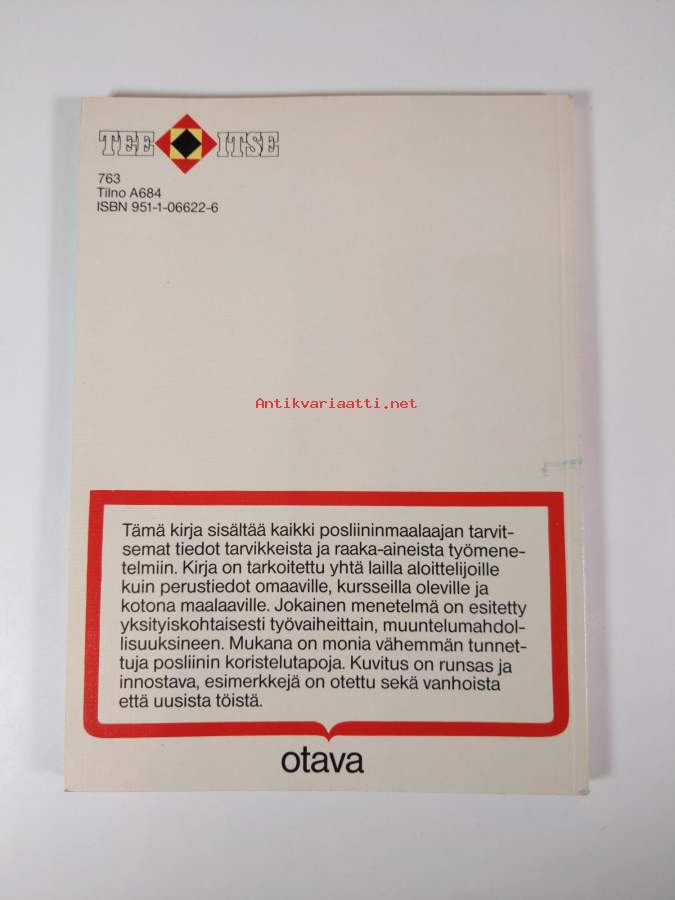 TEE ITSE
763
Tilno A684
ISBN 951-1-06622-6
Antikvariaatti.net
Tämä kirja sisältää kaikki posliininmaalaajan tarvit-
semat tiedot tarvikkeista ja raaka-aineista työmene-
telmiin. Kirja on tarkoitettu yhtä lailla aloittelijoille
kuin perustiedot omaaville, kursseilla oleville ja
kotona maalaaville. Jokainen menetelmä on esitetty
yksityiskohtaisesti työvaiheittain, muuntelumahdol-
lisuuksineen. Mukana on monia vähemmän tunnet-
tuja posliinin koristelutapoja. Kuvitus on runsas ja
innostava, esimerkkejä on otettu sekä vanhoista
että uusista töistä.
otava